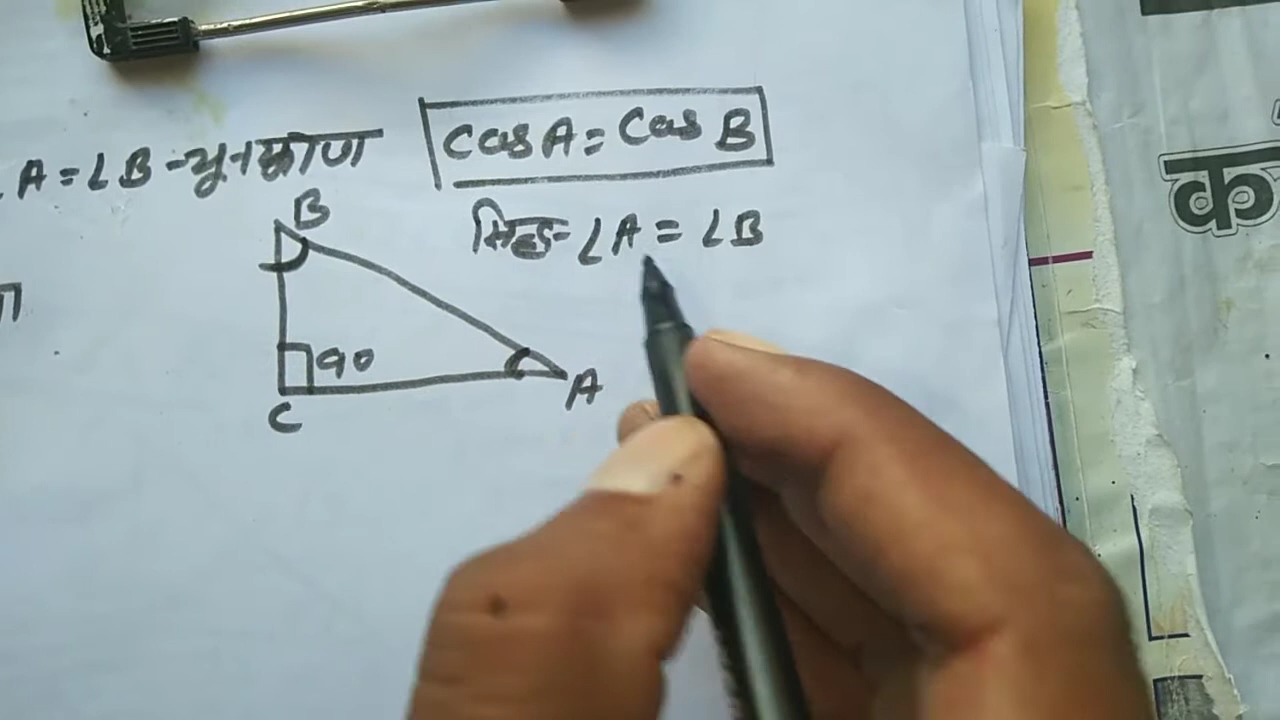 cos A = cos B
A = ∠B - न्यूनकोण
सिद्ध- ∠A = ∠B
B
90
C
A
क